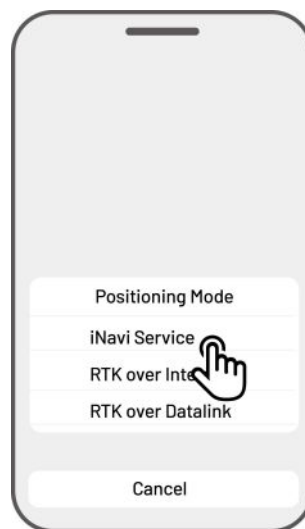 Positioning Mode
iNavi Service
RTK over Inte
RTK over Datalink
Cancel